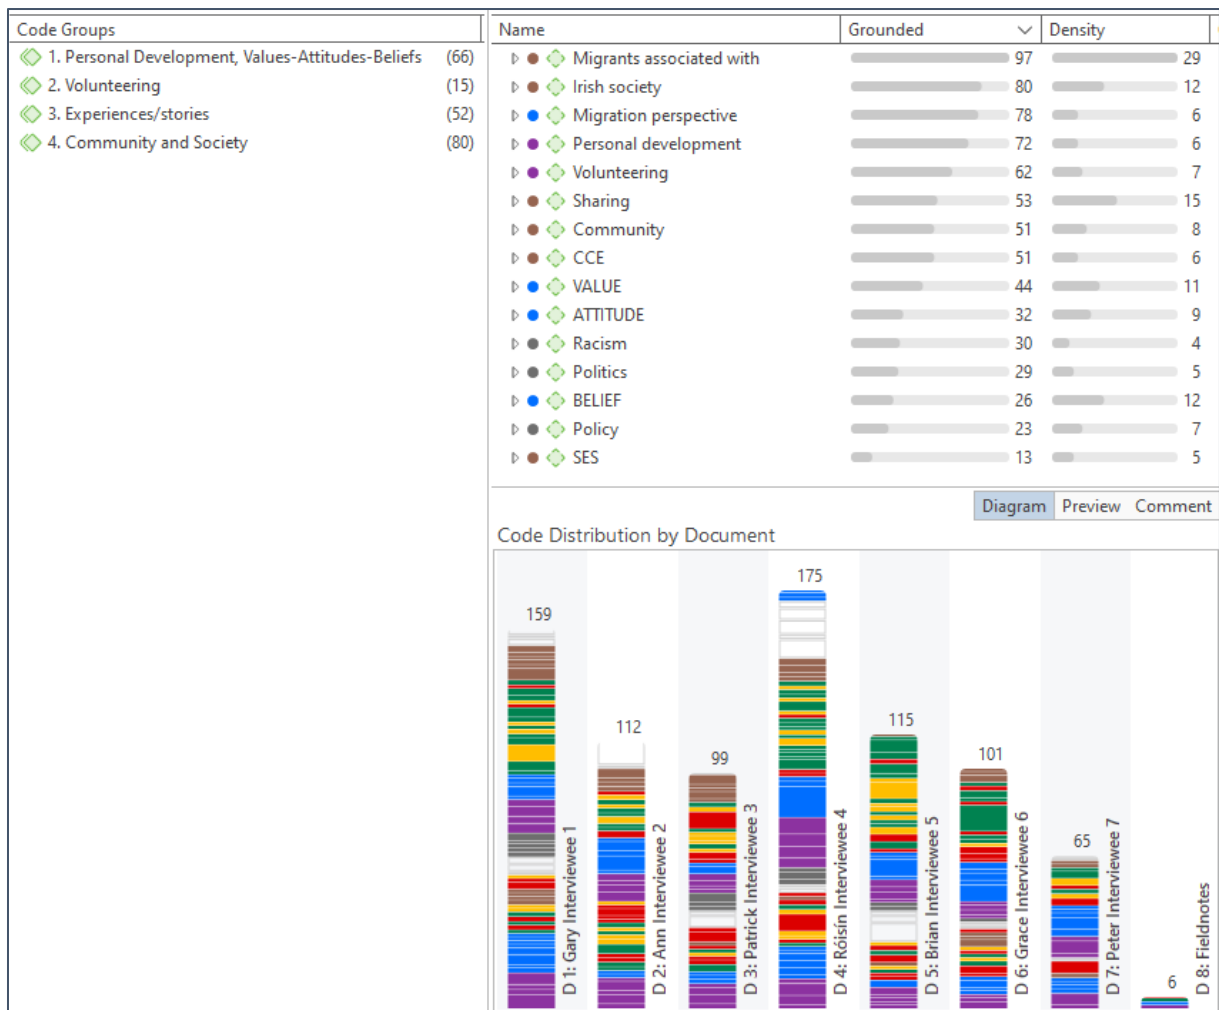 Code Groups
1. Personal Development, Values-Attitudes-Beliefs (66)
2. Volunteering (15)
3. Experiences/stories (52)
4. Community and Society (80)
Name Grounded Density
Migrants associated with 97 29
Irish society 80 12
Migration perspective 78 6
Personal development 72 6
Volunteering 62 7
Sharing 53 15
Community 51 8
CCE 51 6
VALUE 44 11
ATTITUDE 32 9
Racism 30 4
Politics 29 5
BELIEF 26 12
Policy 23 7
SES 13 5
Diagram Preview Comment
Code Distribution by Document
159
D 1: Gary Interviewee 1
112
D 2: Ann Interviewee 2
99
D 3: Patrick Interviewee 3
175
D 4: Róisín Interviewee 4
115
D 5: Brian Interviewee 5
101
D 6: Grace Interviewee 6
65
D 7: Peter Interviewee 7
6
D 8: Fieldnotes